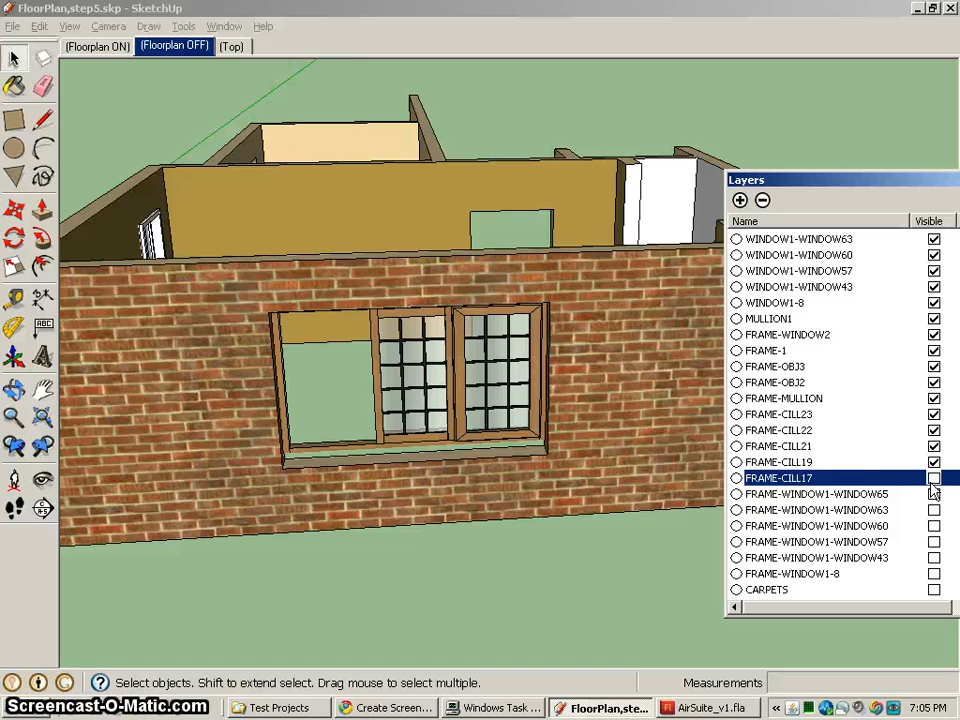 FloorPlan,step5.skp - SketchUp
File Edit View Camera Draw Tools Window Help
(Floorplan ON) (Floorplan OFF) (Top)
Layers
Name Visible
WINDOW1-WINDOW63
WINDOW1-WINDOW60
WINDOW1-WINDOW57
WINDOW1-WINDOW43
WINDOW1-8
MULLION1
FRAME-WINDOW2
FRAME-1
FRAME-OBJ3
FRAME-OBJ2
FRAME-MULLION
FRAME-CILL23
FRAME-CILL22
FRAME-CILL21
FRAME-CILL19
FRAME-CILL17
FRAME-WINDOW1-WINDOW65
FRAME-WINDOW1-WINDOW63
FRAME-WINDOW1-WINDOW60
FRAME-WINDOW1-WINDOW57
FRAME-WINDOW1-WINDOW43
FRAME-WINDOW1-8
CARPETS
ABC
Select objects. Shift to extend select. Drag mouse to select multiple. Measurements
Screencast-O-Matic.com Test Projects Create Screen... Windows Task ... FloorPlan,ste... AirSuite_v1.fla 7:05 PM